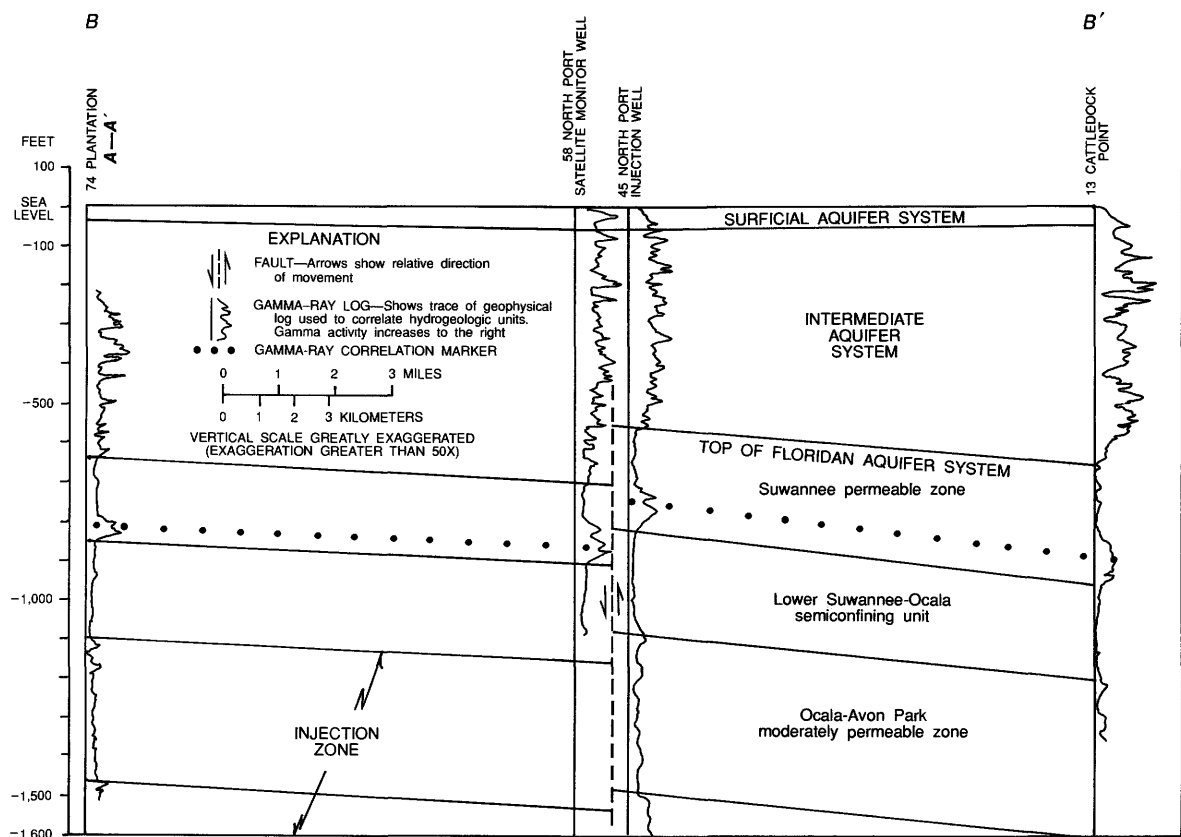 B
B′
74 PLANTATION
A—A′
58 NORTH PORT
SATELLITE MONITOR WELL
45 NORTH PORT
INJECTION WELL
13 CATTLEDOCK
POINT
FEET
100
SEA
LEVEL
-100
-500
-1,000
-1,500
-1.600
SURFICIAL AQUIFER SYSTEM
EXPLANATION
FAULT—Arrows show relative direction
of movement
GAMMA-RAY LOG—Shows trace of geophysical
log used to correlate hydrogeologic units.
Gamma activity increases to the right
GAMMA-RAY CORRELATION MARKER
0 1 2 3 MILES
0 1 2 3 KILOMETERS
VERTICAL SCALE GREATLY EXAGGERATED
(EXAGGERATION GREATER THAN 50X)
INTERMEDIATE
AQUIFER
SYSTEM
TOP OF FLORIDAN AQUIFER SYSTEM
Suwannee permeable zone
Lower Suwannee-Ocala
semiconfining unit
Ocala-Avon Park
moderately permeable zone
INJECTION
ZONE